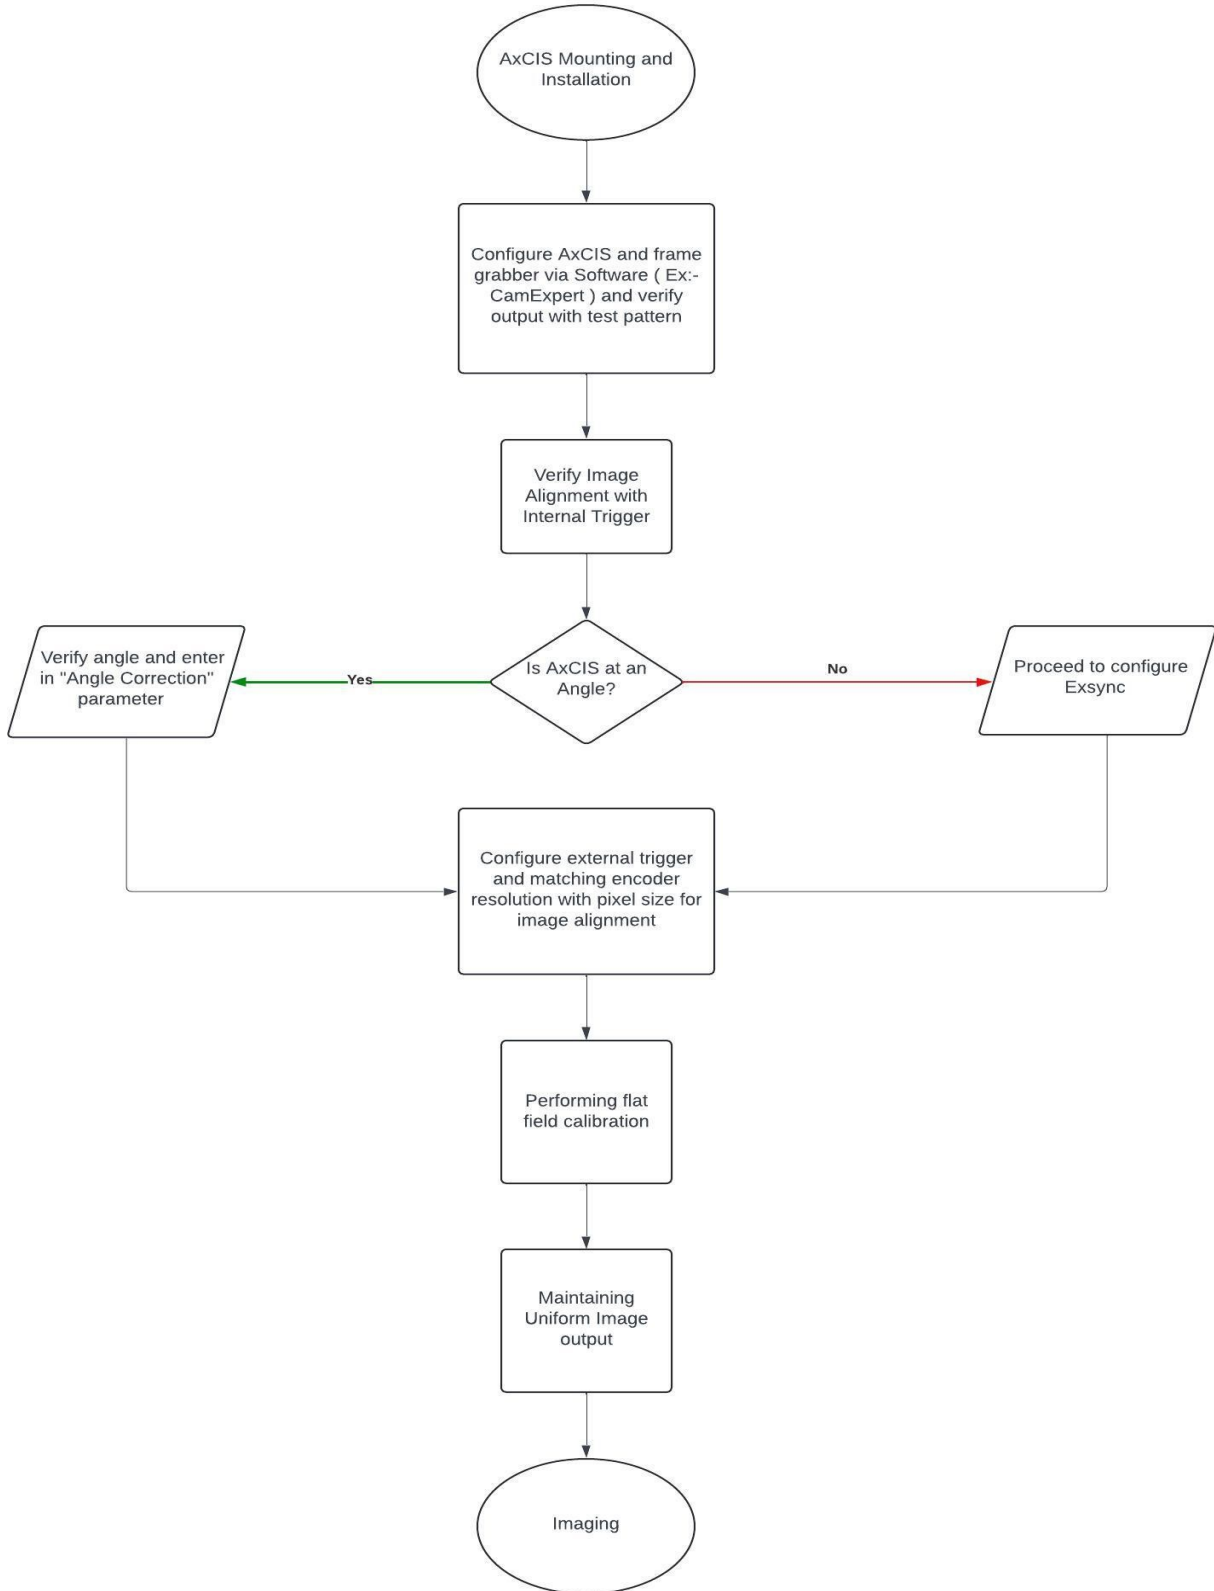 AxCIS Mounting and
Installation
Configure AxCIS and frame
grabber via Software ( Ex:-
CamExpert ) and verify
output with test pattern
Verify Image
Alignment with
Internal Trigger
Verify angle and enter
in "Angle Correction"
parameter
Yes
Is AxCIS at an
Angle?
No
Proceed to configure
Exsync
Configure external trigger
and matching encoder
resolution with pixel size for
image alignment
Performing flat
field calibration
Maintaining
Uniform Image
output
Imaging